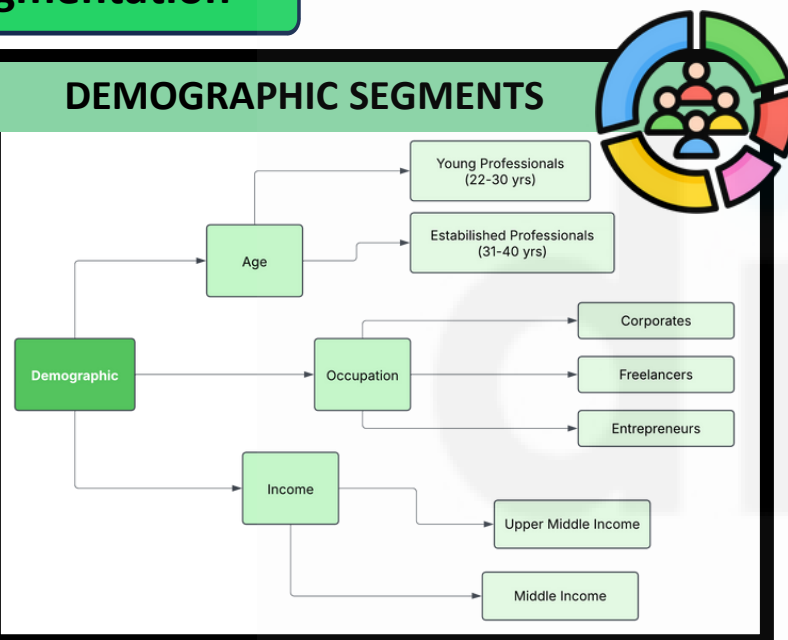 DEMOGRAPHIC SEGMENTS
Young Professionals
(22-30 yrs)
Estabilished Professionals
(31-40 yrs)
Age
Corporates
Demographic
Occupation
Freelancers
Entrepreneurs
Income
Upper Middle Income
Middle Income